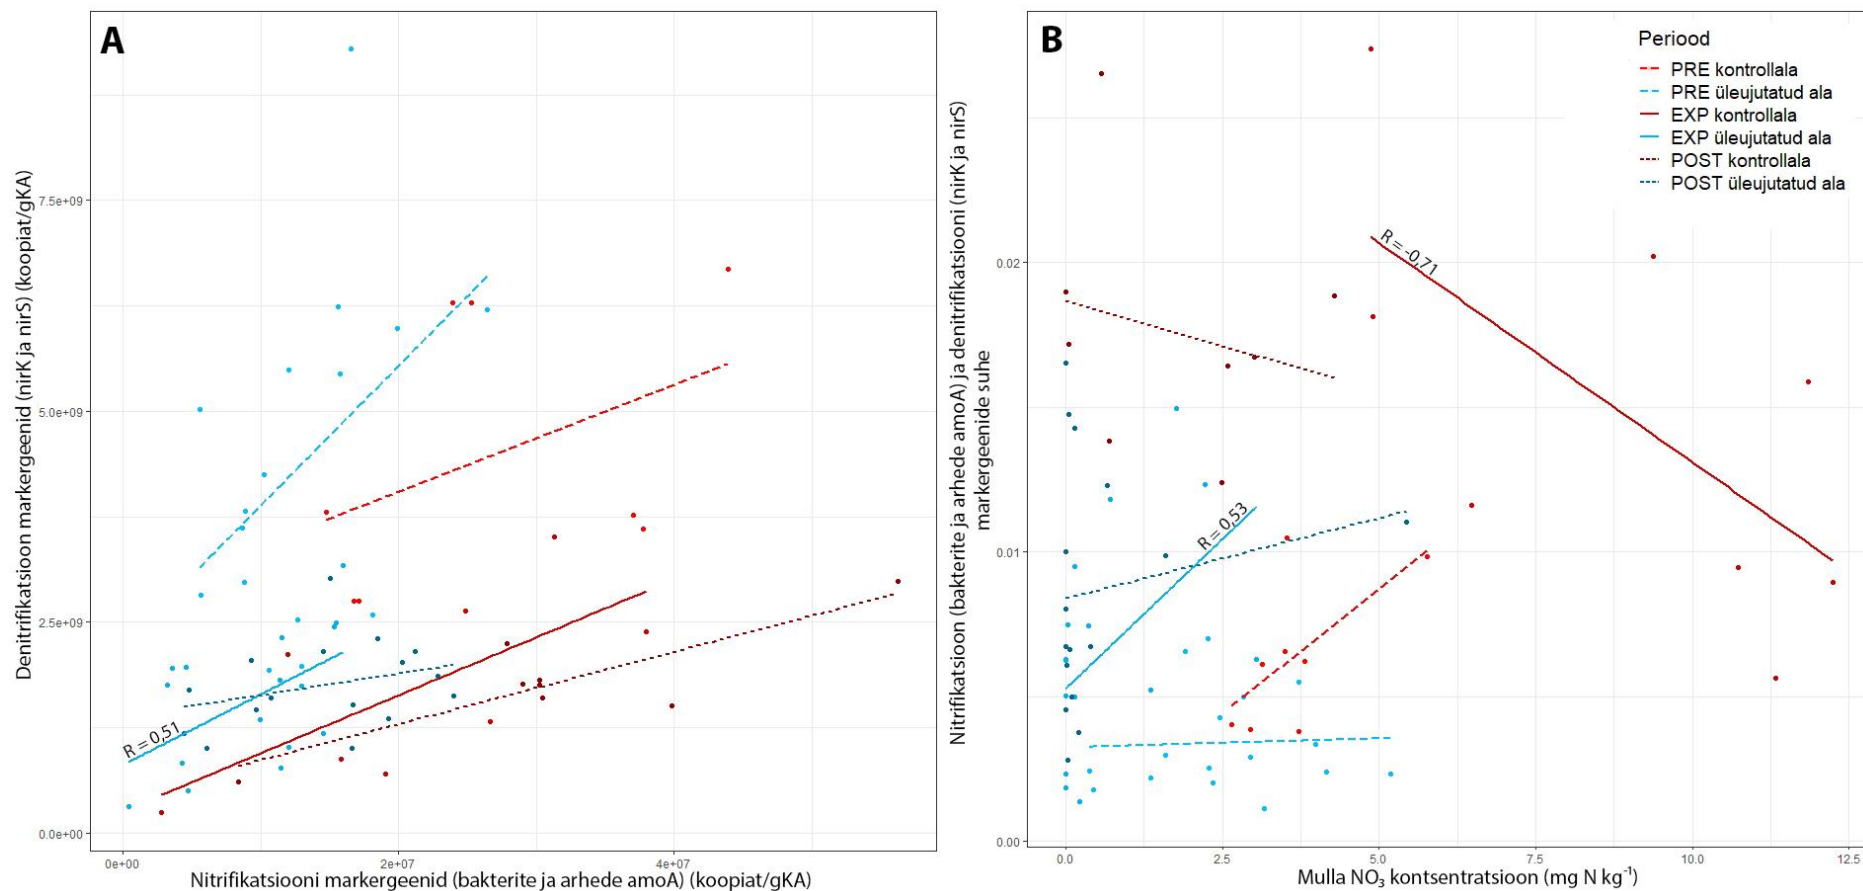 A
Denitrifikatsioon markergeenid (nirK ja nirS) (koopiat/gKA)
7.5e+09
5.0e+09
2.5e+09
0.0e+00
R = 0,51
0e+00
2e+07
4e+07
Nitrifikatsiooni markergeenid (bakterite ja arhede amoA) (koopiat/gKA)
B
Nitrifikatsioon (bakterite ja arhede amoA) ja denitrifikatsiooni (nirK ja nirS)
markergeenide suhe
0.02
0.01
0.00
R = -0,71
R = 0,53
Periood
PRE kontrollala
PRE üleujutatud ala
EXP kontrollala
EXP üleujutatud ala
POST kontrollala
POST üleujutatud ala
0.0
2.5
5.0
7.5
10.0
12.5
Mulla NO₃ kontsentratsioon (mg N kg⁻¹)